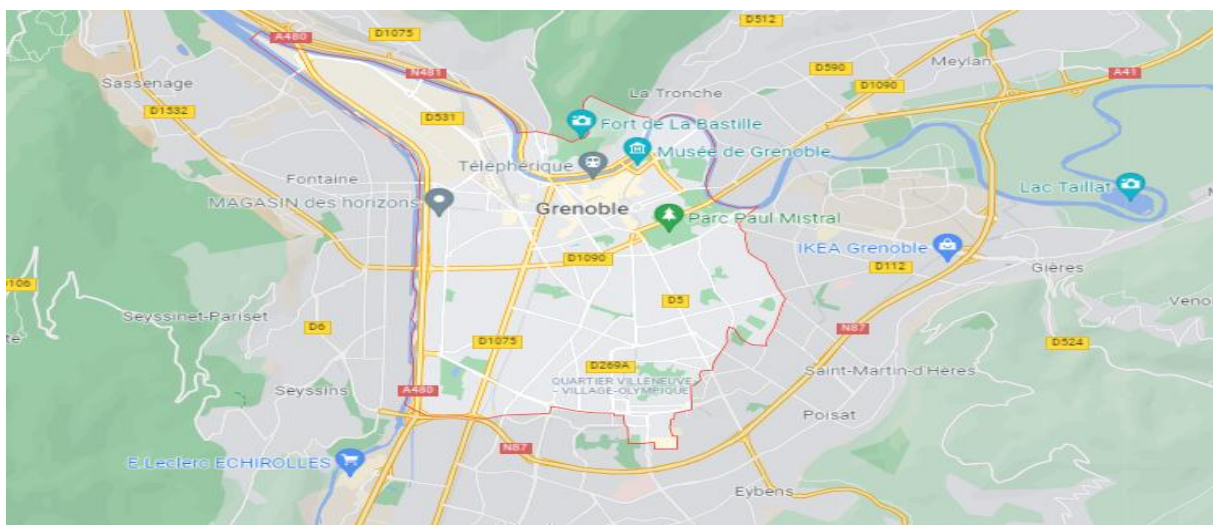 D512
A480
D1075
D590
Meylan
N481
A41
Sassenage
D1090
La Tronche
D1532
D531
Fort de La Bastille
Musée de Grenoble
Téléphérique
Fontaine
Lac Taillat
MAGASIN des horizons
Grenoble
Parc Paul Mistral
IKEA Grenoble
D1090
D112
Gières
D106
D5
Seyssinet-Pariset
D6
N87
D1075
D524
D269A
Saint-Martin-d'Hères
QUARTIER VILLENEUVE
- VILLAGE-OLYMPIQUE
Seyssins
A480
Poisat
N87
E.Leclerc ECHIROLLES
Eybens